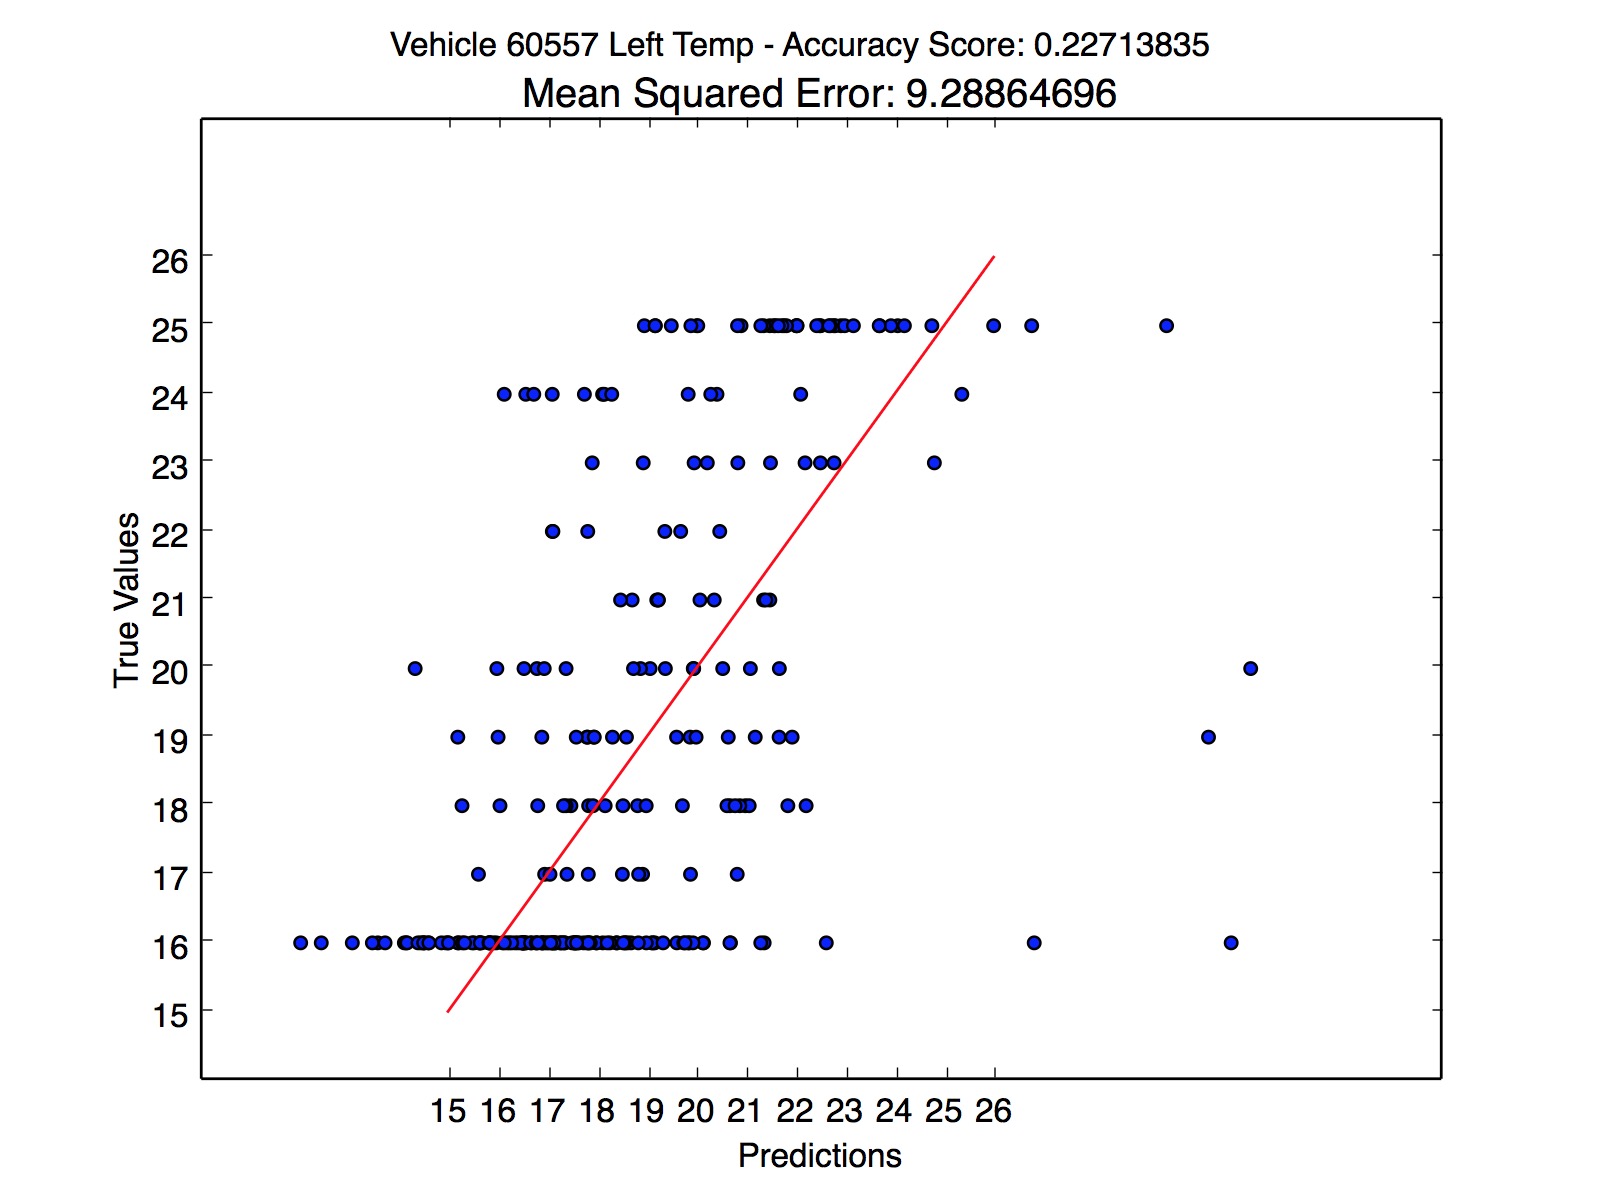 Vehicle 60557 Left Temp - Accuracy Score: 0.22713835
Mean Squared Error: 9.28864696
26
25
24
23
22
21
20
19
18
17
16
15
True Values
15 16 17 18 19 20 21 22 23 24 25 26
Predictions